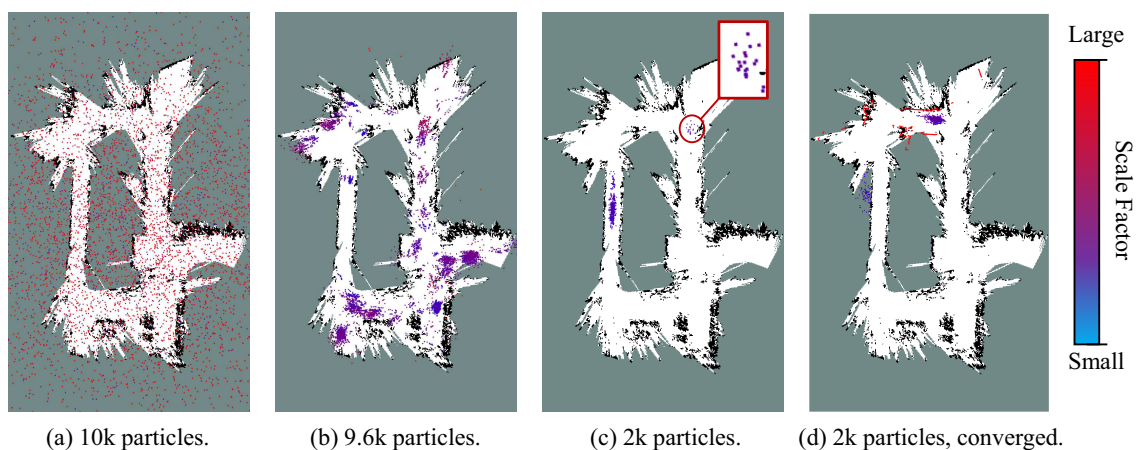 Large
Scale Factor
Small
(a) 10k particles.
(b) 9.6k particles.
(c) 2k particles.
(d) 2k particles, converged.